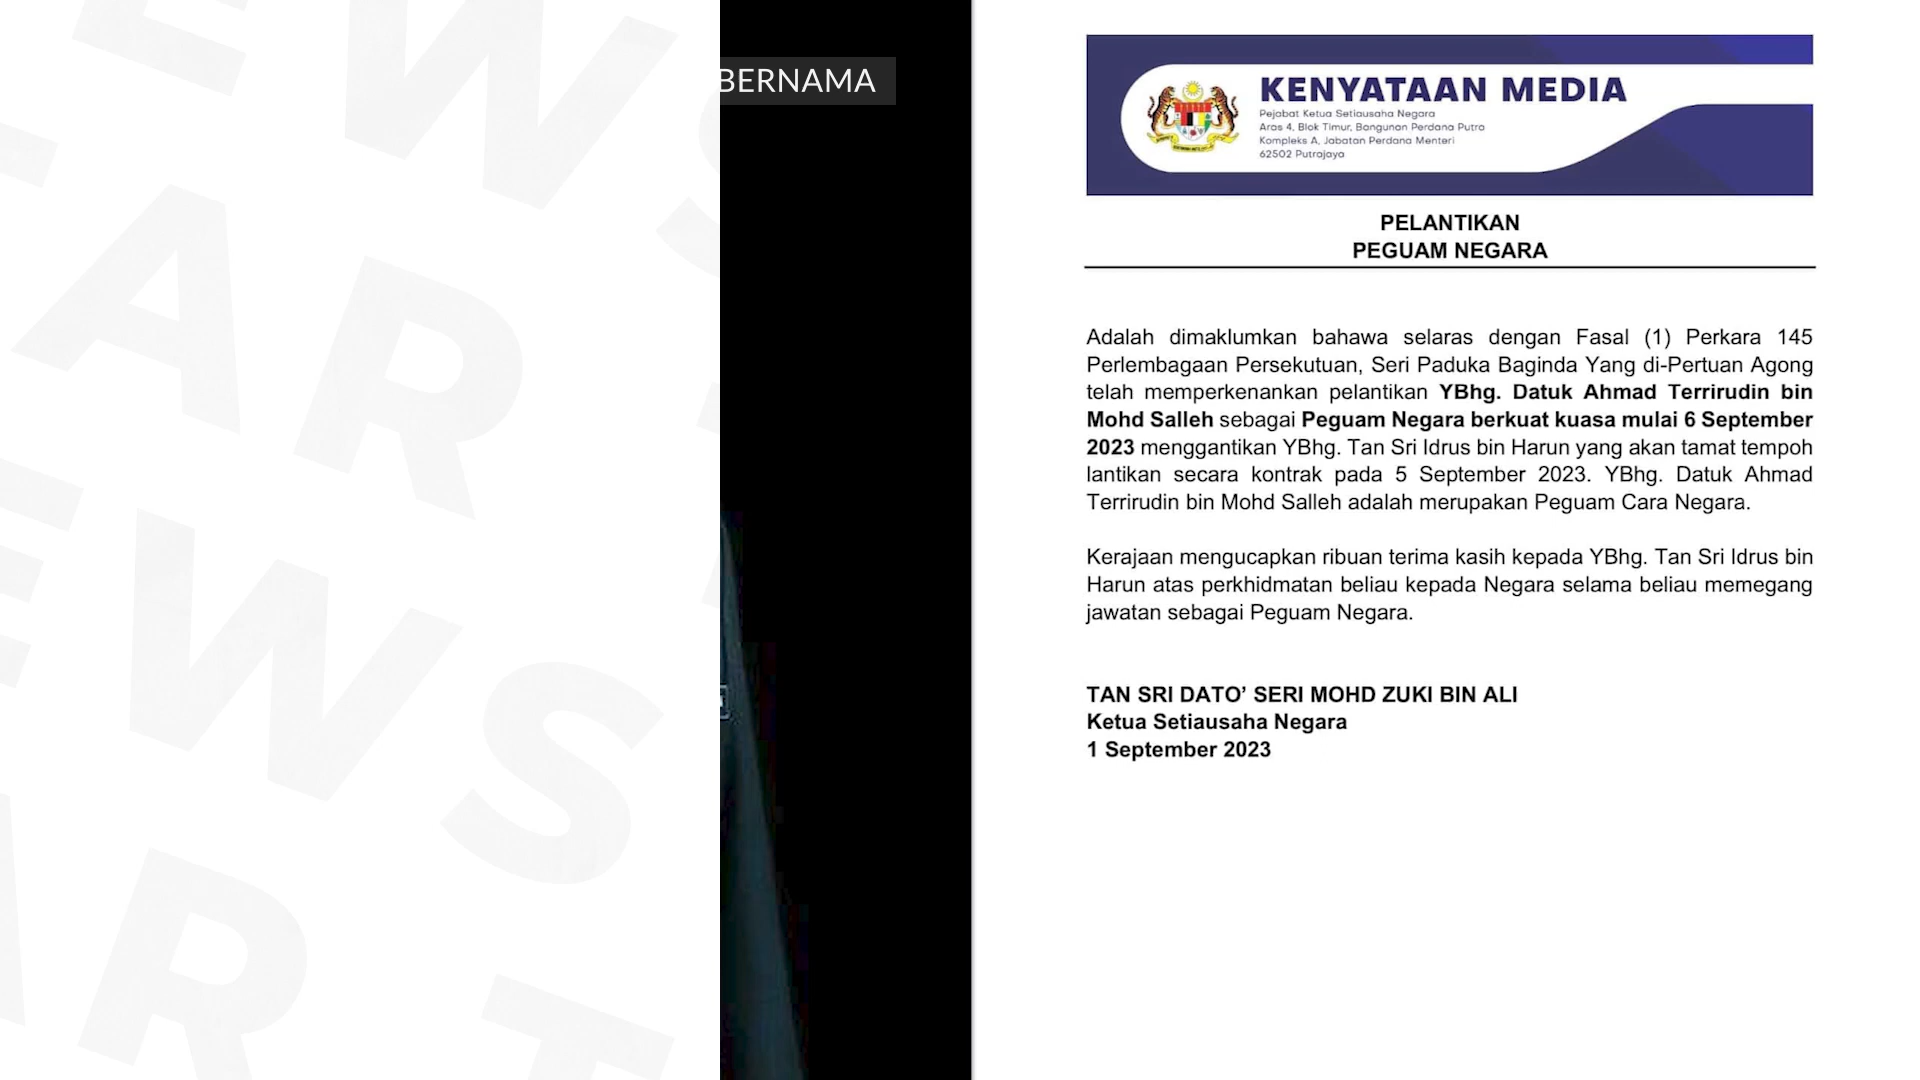 BERNAMA
KENYATAAN MEDIA
Pejabat Ketua Setiausaha Negara
Aras 4, Blok Timur, Bangunan Perdana Putra
Kompleks A, Jabatan Perdana Menteri
62502 Putrajaya
PELANTIKAN
PEGUAM NEGARA
Adalah dimaklumkan bahawa selaras dengan Fasal (1) Perkara 145
Perlembagaan Persekutuan, Seri Paduka Baginda Yang di-Pertuan Agong
telah memperkenankan pelantikan YBhg. Datuk Ahmad Terrirudin bin
Mohd Salleh sebagai Peguam Negara berkuat kuasa mulai 6 September
2023 menggantikan YBhg. Tan Sri Idrus bin Harun yang akan tamat tempoh
lantikan secara kontrak pada 5 September 2023. YBhg. Datuk Ahmad
Terrirudin bin Mohd Salleh adalah merupakan Peguam Cara Negara.
Kerajaan mengucapkan ribuan terima kasih kepada YBhg. Tan Sri Idrus bin
Harun atas perkhidmatan beliau kepada Negara selama beliau memegang
jawatan sebagai Peguam Negara.
TAN SRI DATO’ SERI MOHD ZUKI BIN ALI
Ketua Setiausaha Negara
1 September 2023